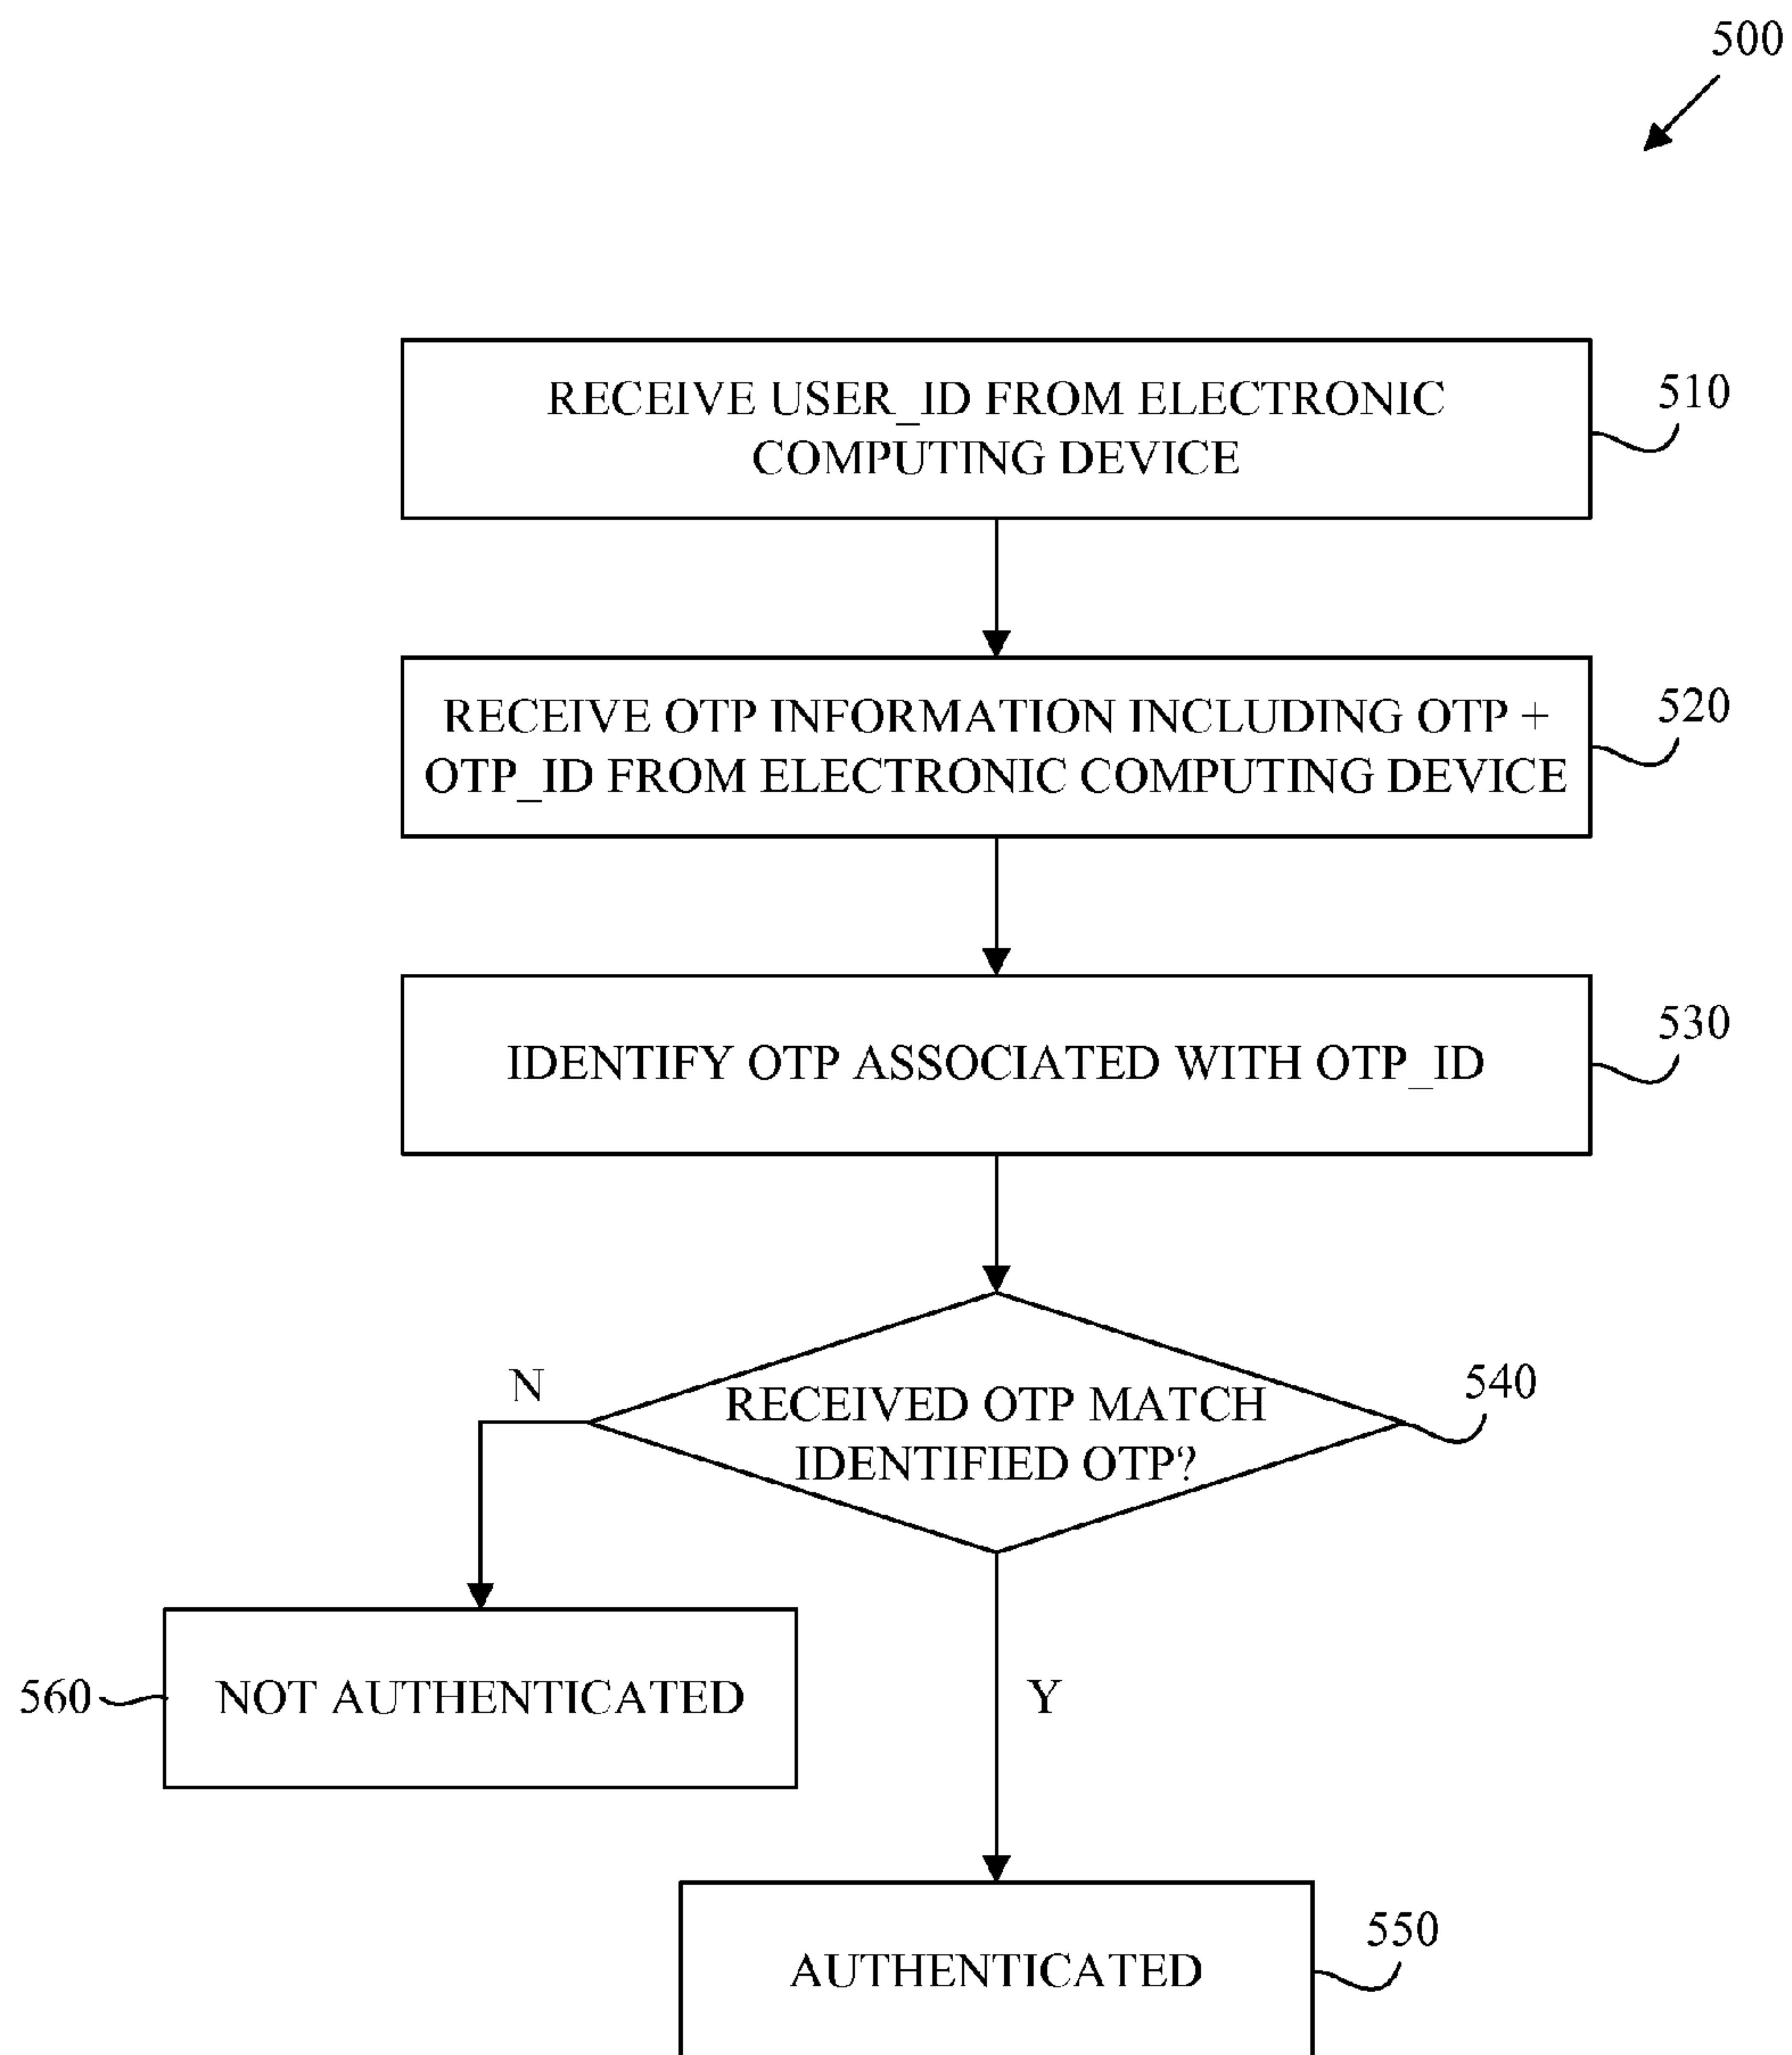 500
RECEIVE USER_ID FROM ELECTRONIC
COMPUTING DEVICE
510
RECEIVE OTP INFORMATION INCLUDING OTP +
OTP_ID FROM ELECTRONIC COMPUTING DEVICE
520
IDENTIFY OTP ASSOCIATED WITH OTP_ID
530
N
RECEIVED OTP MATCH
IDENTIFIED OTP?
540
560
NOT AUTHENTICATED
Y
AUTHENTICATED
550